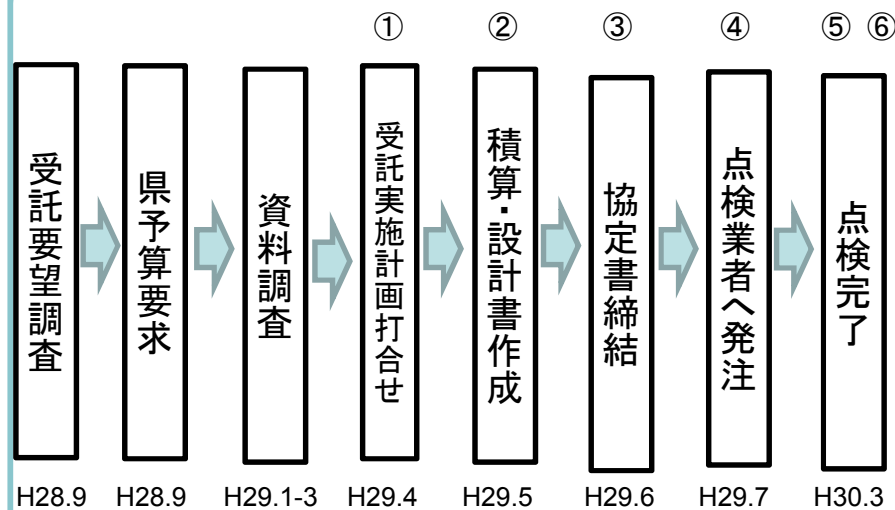 ① ② ③ ④ ⑤ ⑥
受託要望調査
県予算要求
資料調査
受託実施計画打合せ
積算・設計書作成
協定書締結
点検業者へ発注
点検完了
H28.9 H28.9 H29.1-3 H29.4 H29.5 H29.6 H29.7 H30.3